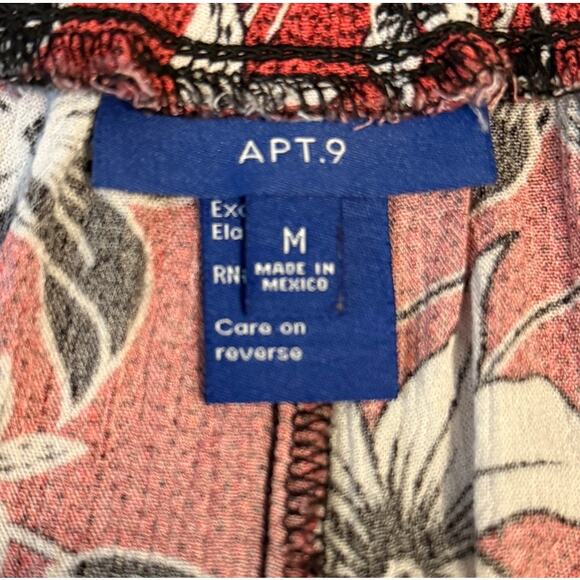 APT.9
M
MADE IN
MEXICO
Care on
reverse